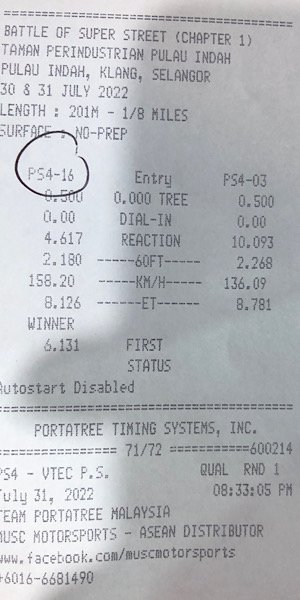 ==============================
BATTLE OF SUPER STREET (CHAPTER 1)
TAMAN PERINDUSTRIAN PULAU INDAH
PULAU INDAH, KLANG, SELANGOR
30 & 31 JULY 2022
LENGTH : 201M - 1/8 MILES
SURFACE : NO-PREP
PS4-16 Entry PS4-03
0.500 0.000 TREE 0.500
0.00 DIAL-IN 0.00
4.617 REACTION 10.093
2.180 ------60FT----- 2.268
158.20 ------KM/H----- 136.09
8.126 ------ET----- 8.781
WINNER
6.131 FIRST
STATUS
Autostart Disabled
==============================
PORTATREE TIMING SYSTEMS, INC.
=============== 71/72 ===========600214
PS4 - VTEC P.S. QUAL RND 1
July 31, 2022 08:33:05 PM
TEAM PORTATREE MALAYSIA
MUSC MOTORSPORTS - ASEAN DISTRIBUTOR
www.facebook.com/muscmotorsports
+6016-6681490